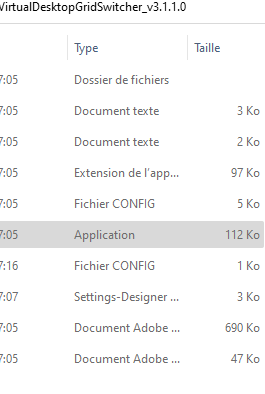 VirtualDesktopGridSwitcher_v3.1.1.0
Type Taille
7:05 Dossier de fichiers
7:05 Document texte 3 Ko
7:05 Document texte 2 Ko
7:05 Extension de l'app... 97 Ko
7:05 Fichier CONFIG 5 Ko
7:05 Application 112 Ko
7:16 Fichier CONFIG 1 Ko
7:07 Settings-Designer ... 3 Ko
7:05 Document Adobe ... 690 Ko
7:05 Document Adobe ... 47 Ko